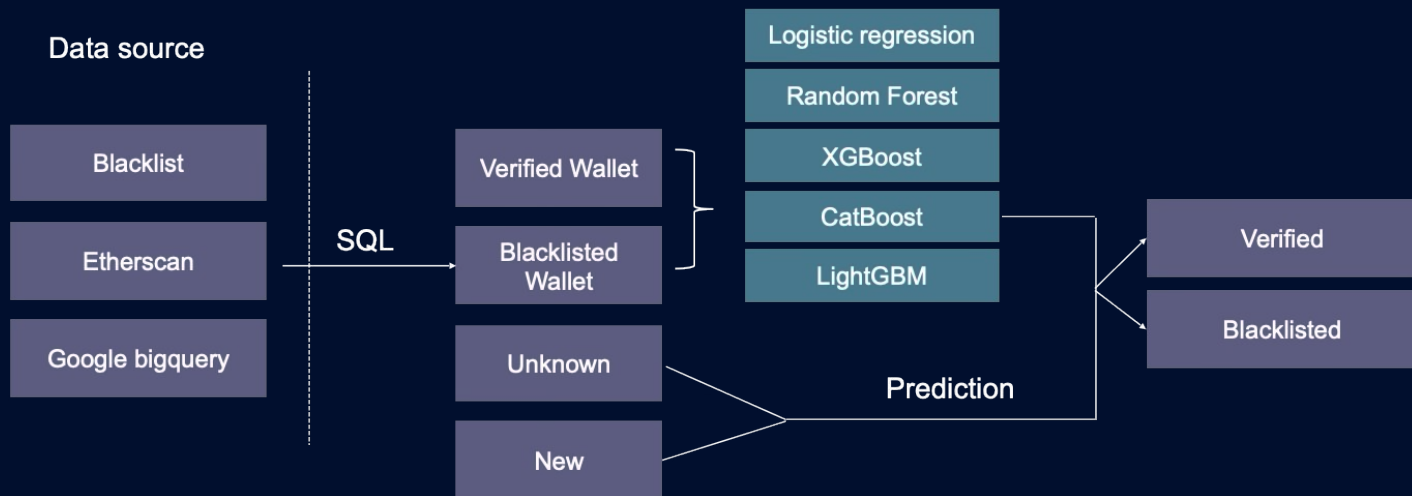 Data source
Blacklist
Etherscan
Google bigquery
SQL
Verified Wallet
Blacklisted
Wallet
Unknown
New
Logistic regression
Random Forest
XGBoost
CatBoost
LightGBM
Prediction
Verified
Blacklisted